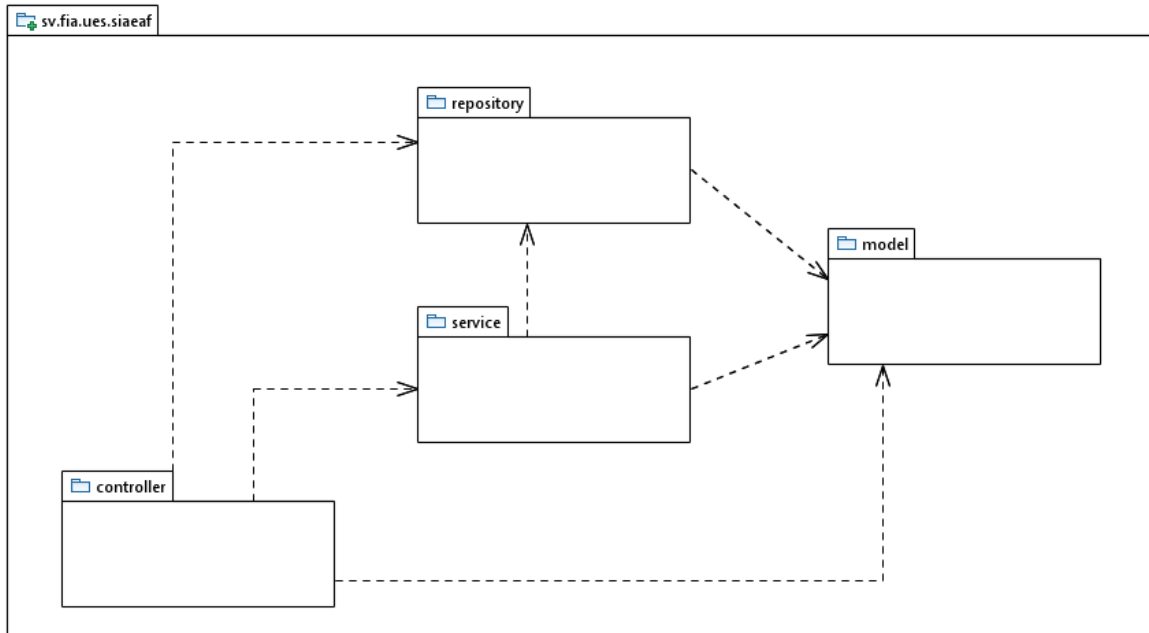 sv.fia.ues.siaeaf
repository
model
service
controller